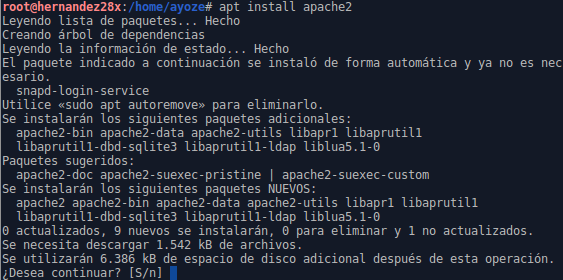 root@hernandez28x:/home/ayoze# apt install apache2
Leyendo lista de paquetes... Hecho
Creando árbol de dependencias
Leyendo la información de estado... Hecho
El paquete indicado a continuación se instaló de forma automática y ya no es nec
esario.
  snapd-login-service
Utilice «sudo apt autoremove» para eliminarlo.
Se instalarán los siguientes paquetes adicionales:
  apache2-bin apache2-data apache2-utils libapr1 libaprutil1
  libaprutil1-dbd-sqlite3 libaprutil1-ldap liblua5.1-0
Paquetes sugeridos:
  apache2-doc apache2-suexec-pristine | apache2-suexec-custom
Se instalarán los siguientes paquetes NUEVOS:
  apache2 apache2-bin apache2-data apache2-utils libapr1 libaprutil1
  libaprutil1-dbd-sqlite3 libaprutil1-ldap liblua5.1-0
0 actualizados, 9 nuevos se instalarán, 0 para eliminar y 1 no actualizados.
Se necesita descargar 1.542 kB de archivos.
Se utilizarán 6.386 kB de espacio de disco adicional después de esta operación.
¿Desea continuar? [S/n]